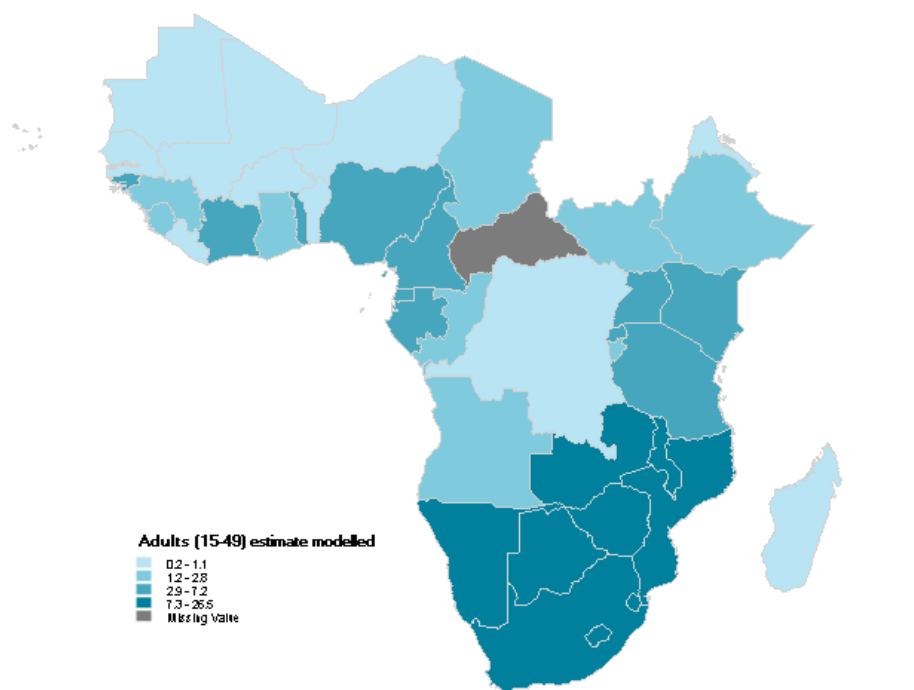 Adults (15-49) estimate modelled
0.2 - 1.1
1.2 - 2.8
2.9 - 7.2
7.3 - 26.5
Missing Value